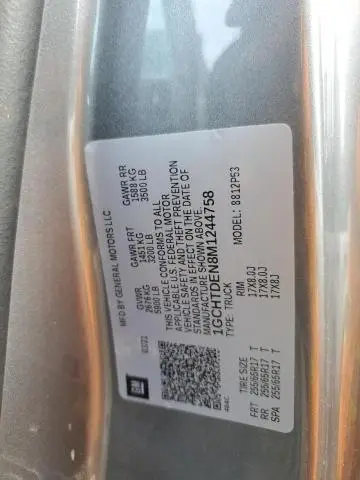 GM
MFD BY GENERAL MOTORS LLC
03/21
GVWR GAWR FRT GAWR RR
2676 KG 1451 KG 1588 KG
5900 LB 3200 LB 3500 LB
THIS VEHICLE CONFORMS TO ALL
APPLICABLE U.S. FEDERAL MOTOR
VEHICLE SAFETY AND THEFT PREVENTION
STANDARDS IN EFFECT ON THE DATE OF
MANUFACTURE SHOWN ABOVE.
1GCHTDEN8M1244758
TYPE: TRUCK MODEL: 8812P53
TIRE SIZE RIM
FRT 255/65R17 T 17X8.0J
RR 255/65R17 T 17X8.0J
SPA 255/65R17 T 17X8J